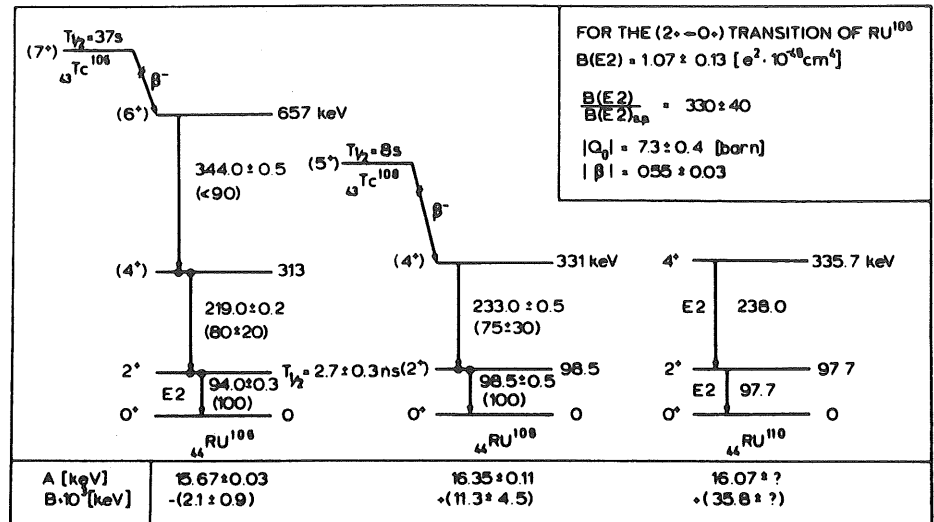 FOR THE (2+→0+) TRANSITION OF RU¹⁰⁶
B(E2) = 1.07 ± 0.13 [e²·10⁻⁴⁸cm⁴]
B(E2)
B(E2)s.p. = 330 ± 40
|Q₀| = 7.3 ± 0.4 [barn]
|β| = 0.55 ± 0.03
T½ = 37s
(7⁺)
₄₃Tc¹⁰⁶
β⁻
(6⁺) 657 keV
344.0 ± 0.5
(<90)
(4⁺) 313
219.0 ± 0.2
(80 ± 20)
2⁺ T½ = 2.7 ± 0.3 ns
E2 94.0 ± 0.3
(100)
0⁺ 0
₄₄RU¹⁰⁶
T½ = 8s
(5⁺)
₄₃Tc¹⁰⁸
β⁻
(4⁺) 331 keV
233.0 ± 0.5
(75 ± 30)
(2⁺) 98.5
98.5 ± 0.5
(100)
0⁺ 0
₄₄RU¹⁰⁸
4⁺ 335.7 keV
E2 238.0
2⁺ 97.7
E2 97.7
0⁺ 0
₄₄RU¹¹⁰
A [keV] 15.67 ± 0.03 16.35 ± 0.11 16.07 ± ?
B·10³ [keV] -(2.1 ± 0.9) +(11.3 ± 4.5) +(35.8 ± ?)